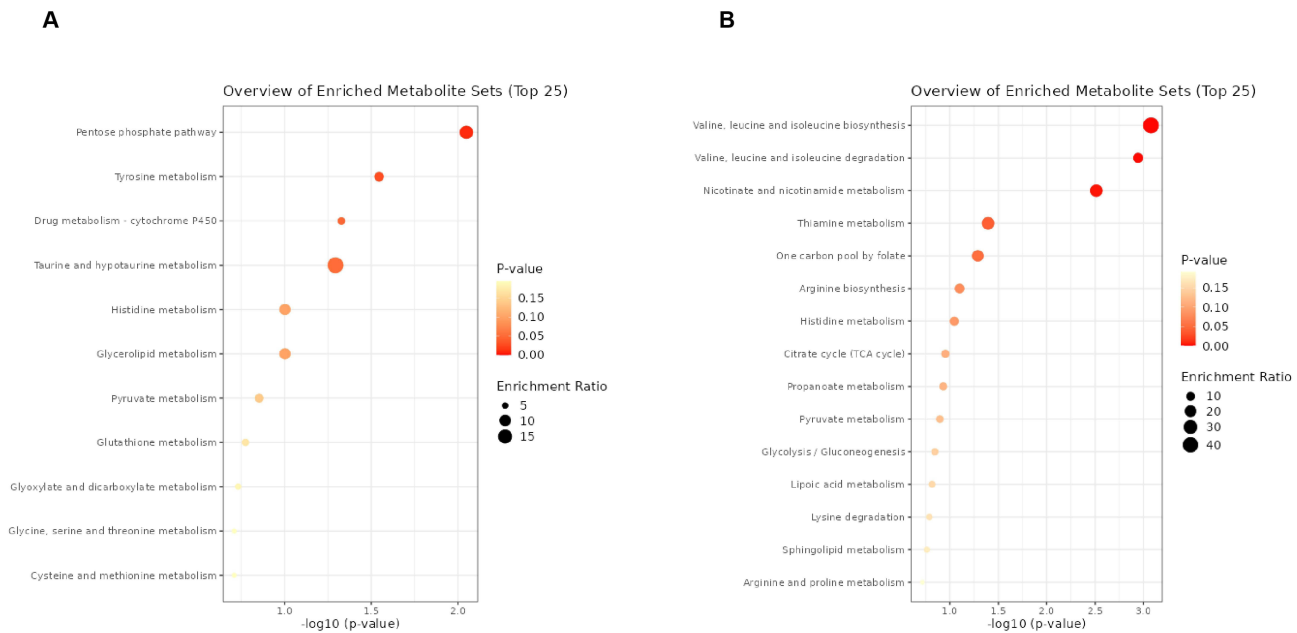 A
Overview of Enriched Metabolite Sets (Top 25)
Pentose phosphate pathway
Tyrosine metabolism
Drug metabolism - cytochrome P450
Taurine and hypotaurine metabolism
Histidine metabolism
Glycerolipid metabolism
Pyruvate metabolism
Glutathione metabolism
Glyoxylate and dicarboxylate metabolism
Glycine, serine and threonine metabolism
Cysteine and methionine metabolism
1.0 1.5 2.0
-log10 (p-value)
P-value
0.15
0.10
0.05
0.00
Enrichment Ratio
5
10
15
B
Overview of Enriched Metabolite Sets (Top 25)
Valine, leucine and isoleucine biosynthesis
Valine, leucine and isoleucine degradation
Nicotinate and nicotinamide metabolism
Thiamine metabolism
One carbon pool by folate
Arginine biosynthesis
Histidine metabolism
Citrate cycle (TCA cycle)
Propanoate metabolism
Pyruvate metabolism
Glycolysis / Gluconeogenesis
Lipoic acid metabolism
Lysine degradation
Sphingolipid metabolism
Arginine and proline metabolism
1.0 1.5 2.0 2.5 3.0
-log10 (p-value)
P-value
0.15
0.10
0.05
0.00
Enrichment Ratio
10
20
30
40